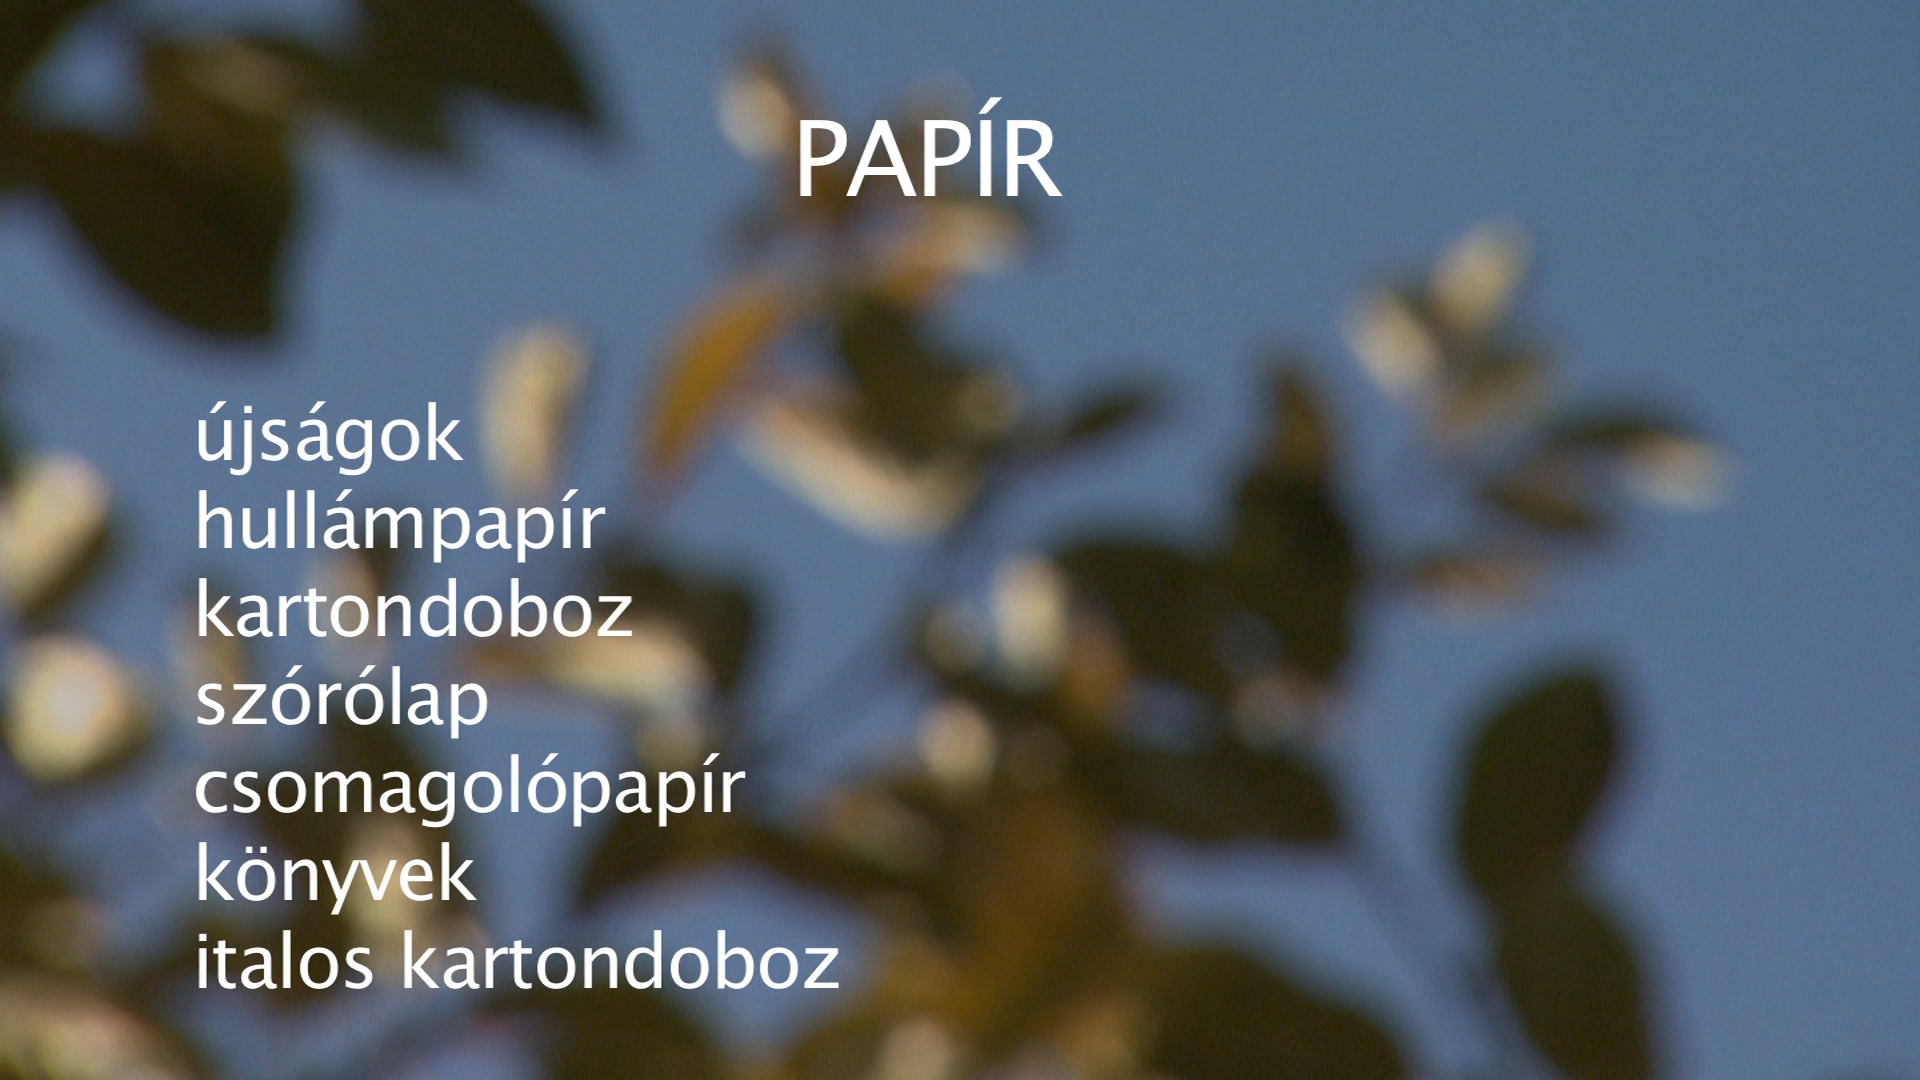 PAPÍR
újságok
hullámpapír
kartondoboz
szórólap
csomagolópapír
könyvek
italos kartondoboz